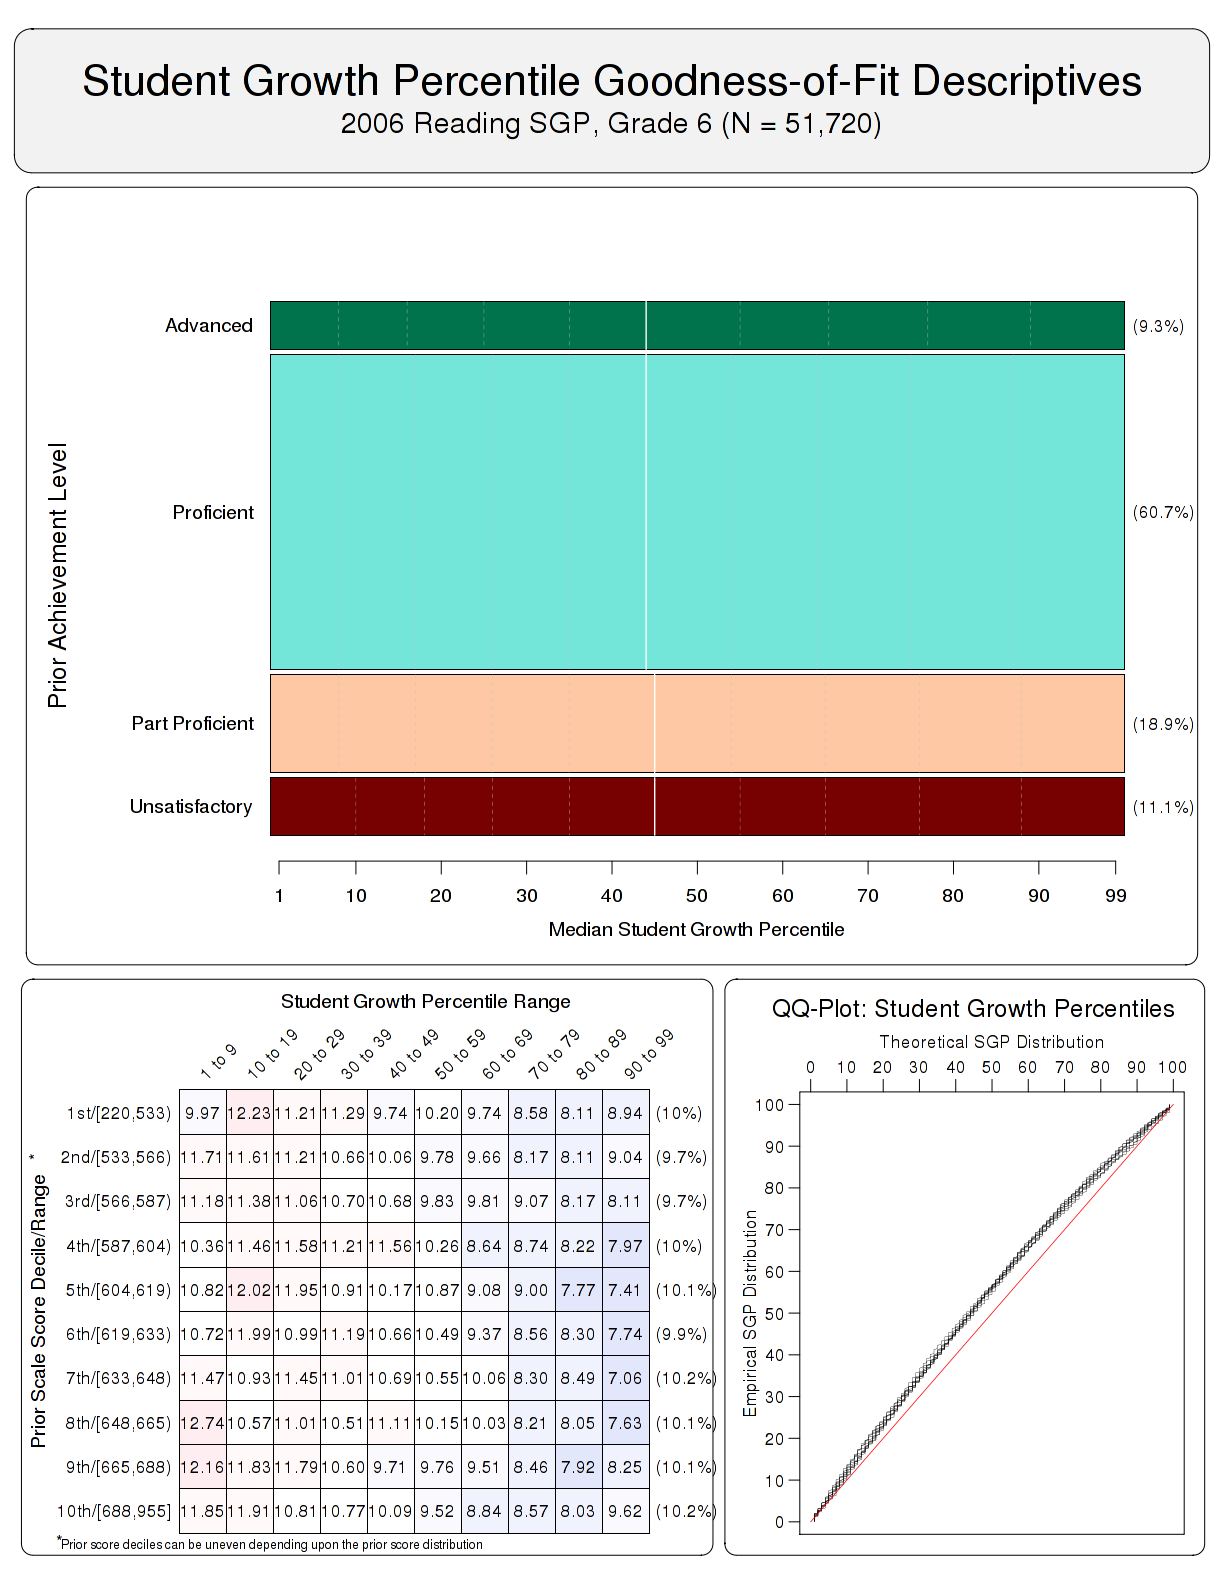 Student Growth Percentile Goodness-of-Fit Descriptives
2006 Reading SGP, Grade 6 (N = 51,720)
Prior Achievement Level
Advanced (9.3%)
Proficient (60.7%)
Part Proficient (18.9%)
Unsatisfactory (11.1%)
1 10 20 30 40 50 60 70 80 90 99
Median Student Growth Percentile
Student Growth Percentile Range
1 to 9 10 to 19 20 to 29 30 to 39 40 to 49 50 to 59 60 to 69 70 to 79 80 to 89 90 to 99
Prior Scale Score Decile/Range *
1st/[220,533) 9.97 12.23 11.21 11.29 9.74 10.20 9.74 8.58 8.11 8.94 (10%)
2nd/[533,566) 11.71 11.61 11.21 10.66 10.06 9.78 9.66 8.17 8.11 9.04 (9.7%)
3rd/[566,587) 11.18 11.38 11.06 10.70 10.68 9.83 9.81 9.07 8.17 8.11 (9.7%)
4th/[587,604) 10.36 11.46 11.58 11.21 11.56 10.26 8.64 8.74 8.22 7.97 (10%)
5th/[604,619) 10.82 12.02 11.95 10.91 10.17 10.87 9.08 9.00 7.77 7.41 (10.1%)
6th/[619,633) 10.72 11.99 10.99 11.19 10.66 10.49 9.37 8.56 8.30 7.74 (9.9%)
7th/[633,648) 11.47 10.93 11.45 11.01 10.69 10.55 10.06 8.30 8.49 7.06 (10.2%)
8th/[648,665) 12.74 10.57 11.01 10.51 11.11 10.15 10.03 8.21 8.05 7.63 (10.1%)
9th/[665,688) 12.16 11.83 11.79 10.60 9.71 9.76 9.51 8.46 7.92 8.25 (10.1%)
10th/[688,955] 11.85 11.91 10.81 10.77 10.09 9.52 8.84 8.57 8.03 9.62 (10.2%)
*Prior score deciles can be uneven depending upon the prior score distribution
QQ-Plot: Student Growth Percentiles
Theoretical SGP Distribution
0 10 20 30 40 50 60 70 80 90 100
Empirical SGP Distribution
100
90
80
70
60
50
40
30
20
10
0